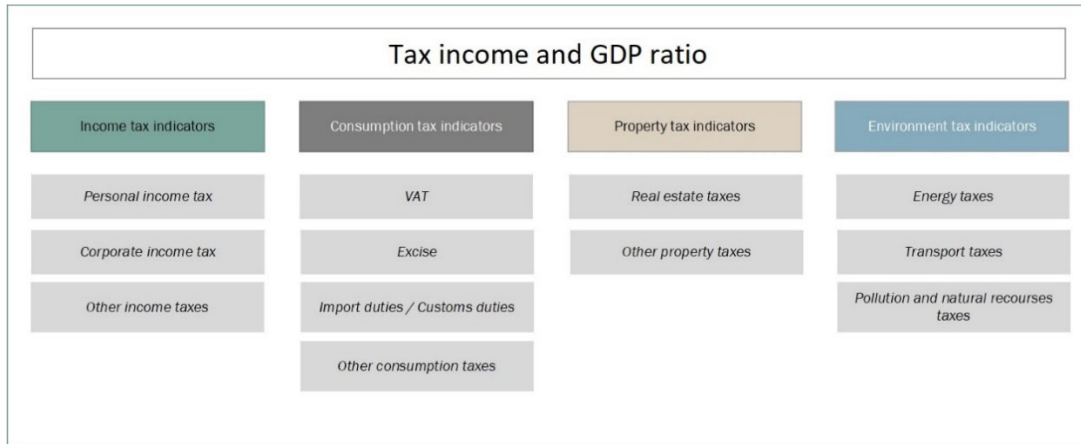 Tax income and GDP ratio
Income tax indicators
Consumption tax indicators
Property tax indicators
Environment tax indicators
Personal income tax
VAT
Real estate taxes
Energy taxes
Corporate income tax
Excise
Other property taxes
Transport taxes
Other income taxes
Import duties / Customs duties
Pollution and natural recourses
taxes
Other consumption taxes